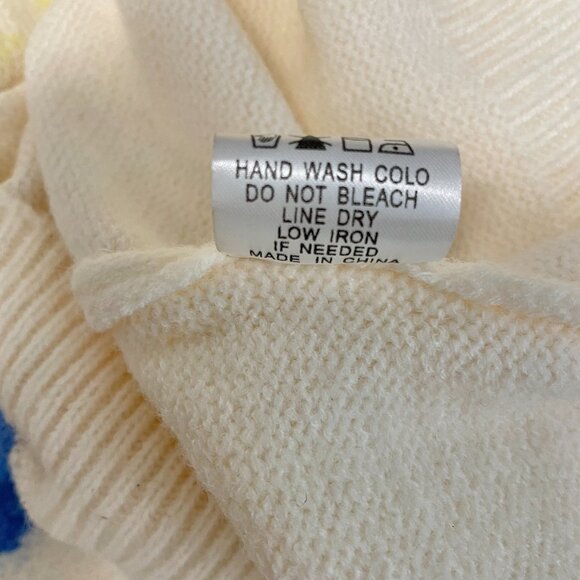 HAND WASH COLO
DO NOT BLEACH
LINE DRY
LOW IRON
IF NEEDED
MADE IN CHINA